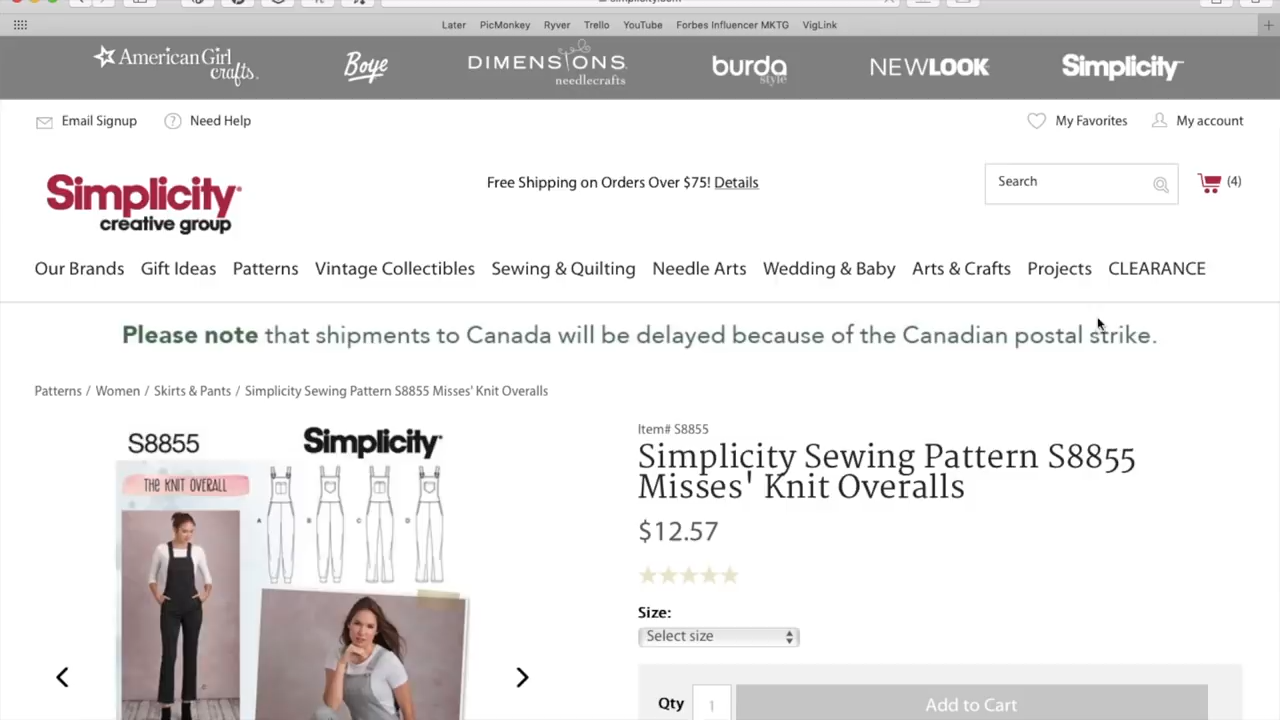 simplicity.com
Later PicMonkey Ryver Trello YouTube Forbes Influencer MKTG VigLink
American Girl crafts. Boye DIMENSIONS needlecrafts burda style NEWLOOK Simplicity
Email Signup Need Help My Favorites My account
Simplicity creative group
Free Shipping on Orders Over $75! Details
Search
(4)
Our Brands Gift Ideas Patterns Vintage Collectibles Sewing & Quilting Needle Arts Wedding & Baby Arts & Crafts Projects CLEARANCE
Please note that shipments to Canada will be delayed because of the Canadian postal strike.
Patterns / Women / Skirts & Pants / Simplicity Sewing Pattern S8855 Misses' Knit Overalls
S8855 Simplicity
THE KNIT OVERALL
A B C D
C
Item# S8855
Simplicity Sewing Pattern S8855
Misses' Knit Overalls
$12.57
Size:
Select size
Qty 1 Add to Cart